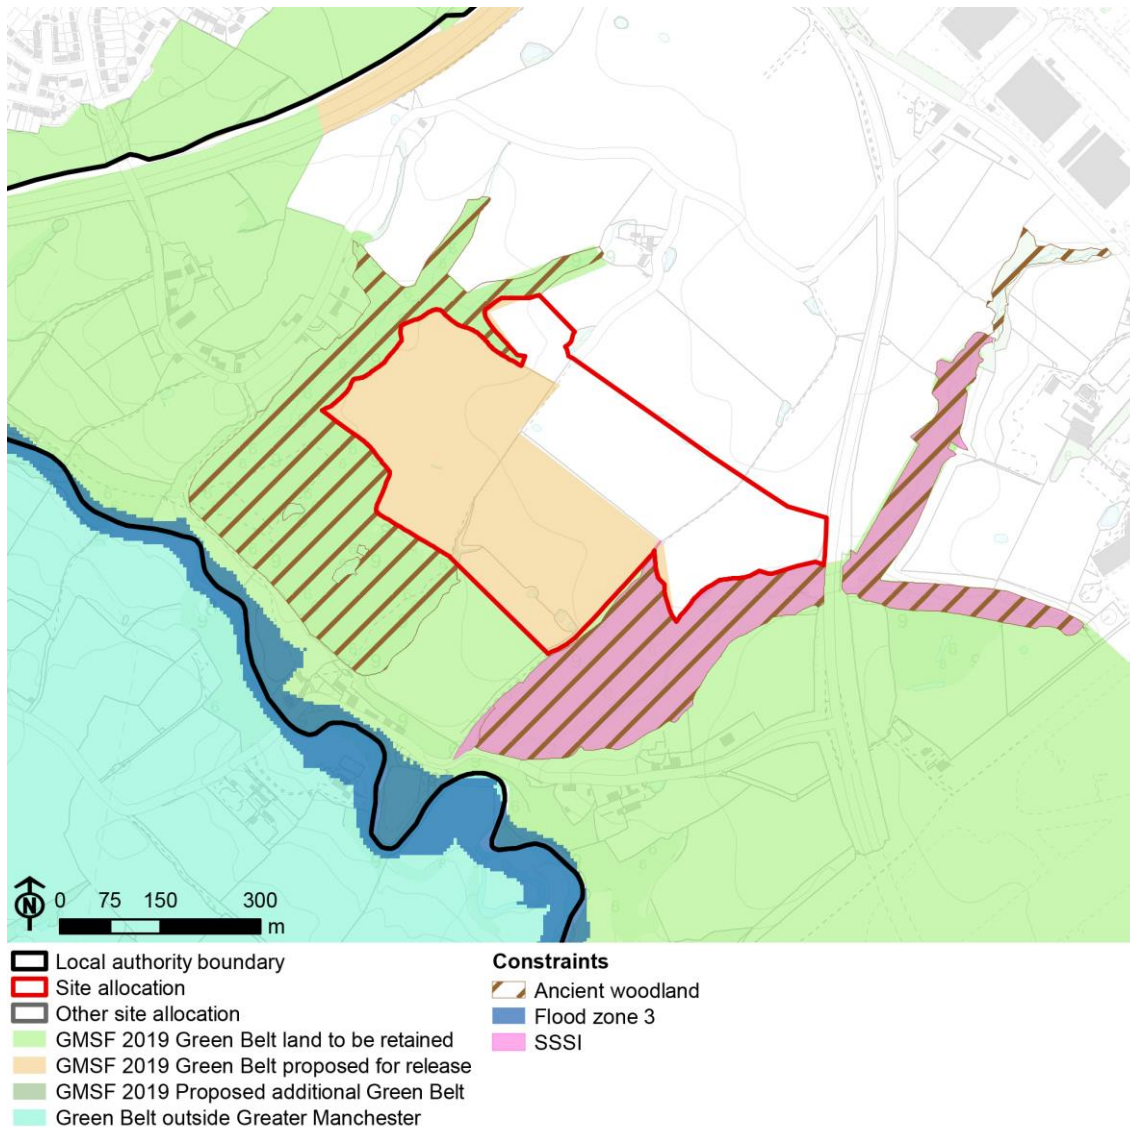 N
0 75 150 300
m
Local authority boundary
Site allocation
Other site allocation
GMSF 2019 Green Belt land to be retained
GMSF 2019 Green Belt proposed for release
GMSF 2019 Proposed additional Green Belt
Green Belt outside Greater Manchester
Constraints
Ancient woodland
Flood zone 3
SSSI